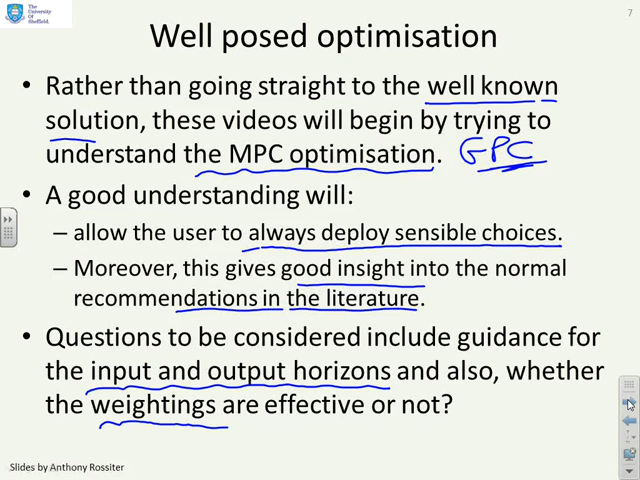 The
University
Of
Sheffield.
7
Well posed optimisation
• Rather than going straight to the well known
solution, these videos will begin by trying to
understand the MPC optimisation. GPC
• A good understanding will:
– allow the user to always deploy sensible choices.
– Moreover, this gives good insight into the normal
recommendations in the literature.
• Questions to be considered include guidance for
the input and output horizons and also, whether
the weightings are effective or not?
Slides by Anthony Rossiter